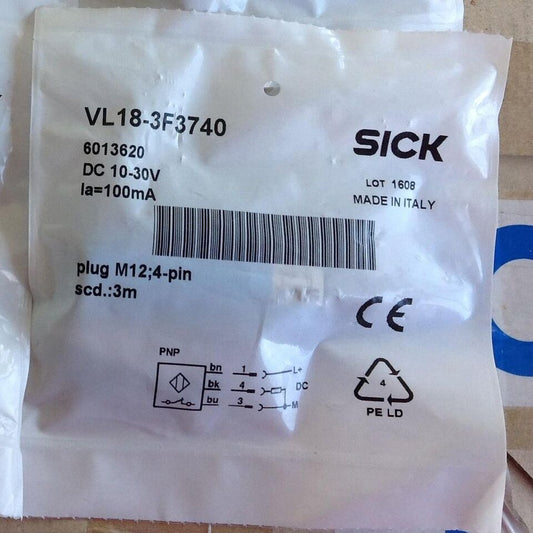 VL18-3F3740
6013620
DC 10-30V
Ia=100mA
SICK
LOT 1608
MADE IN ITALY
plug M12;4-pin
scd.:3m
CE
PNP
bn 1 L+
bk 4 DC
bu 3 M
4
PE LD